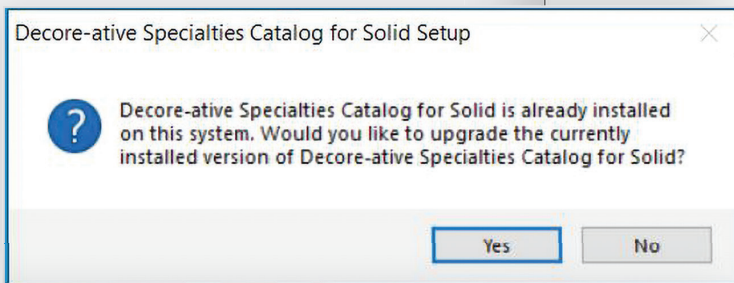 Decore-ative Specialties Catalog for Solid Setup
Decore-ative Specialties Catalog for Solid is already installed
on this system. Would you like to upgrade the currently
installed version of Decore-ative Specialties Catalog for Solid?
Yes
No